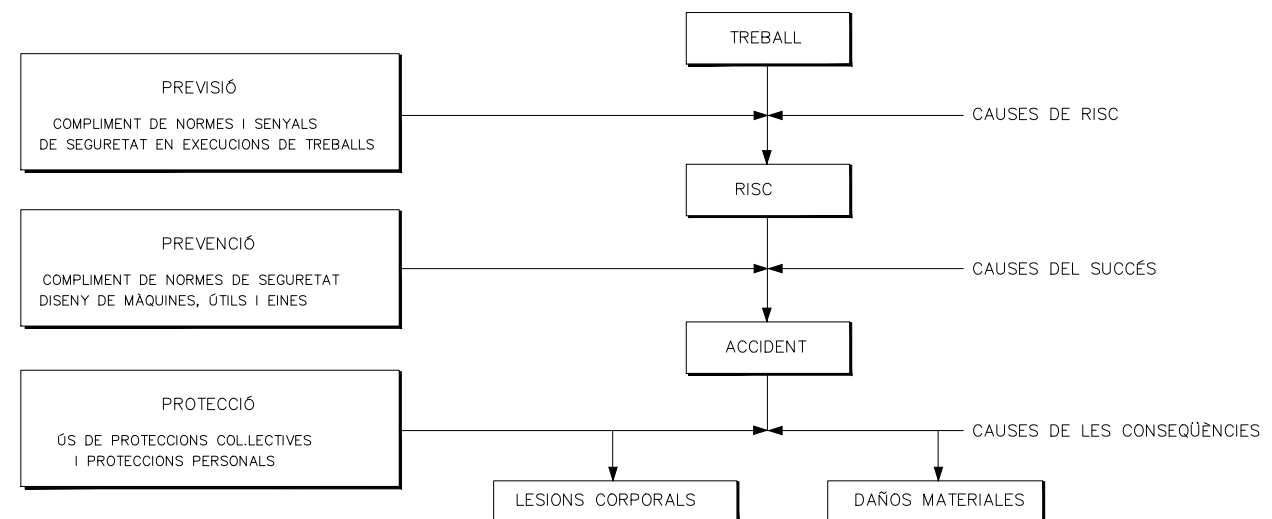 TREBALL
PREVISIÓ
COMPLIMENT DE NORMES I SENYALS
DE SEGURETAT EN EXECUCIONS DE TREBALLS
CAUSES DE RISC
RISC
PREVENCIÓ
COMPLIMENT DE NORMES DE SEGURETAT
DISENY DE MÀQUINES, ÚTILS I EINES
CAUSES DEL SUCCÉS
ACCIDENT
PROTECCIÓ
ÚS DE PROTECCIONS COL.LECTIVES
I PROTECCIONS PERSONALS
CAUSES DE LES CONSEQÜÈNCIES
LESIONS CORPORALS
DAÑOS MATERIALES